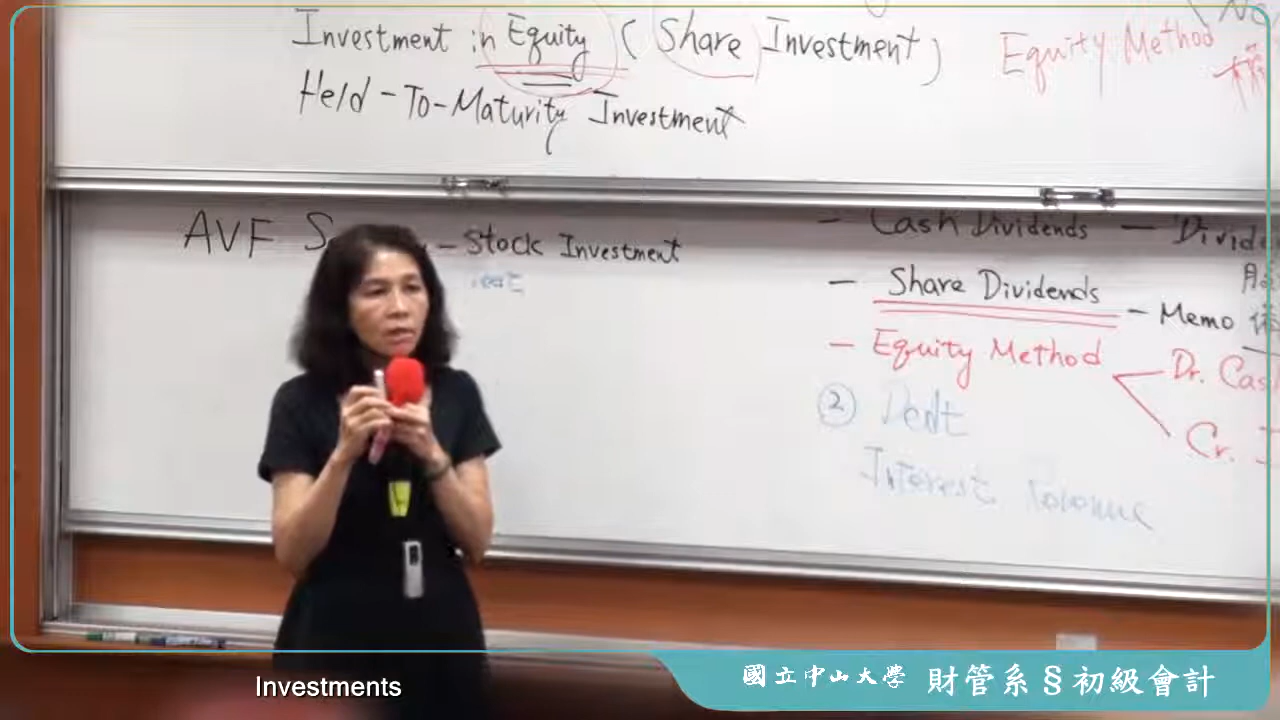 Investment in Equity (Share Investment)
Equity Method
Held-To-Maturity Investment
AVF S - Stock Investment
- Cash Dividends - Divide
- Share Dividends - Memo
- Equity Method
Dr. Cas
Cr.
② Debt
Interest Revenue
Investments
國立中山大學 財管系§初級會計